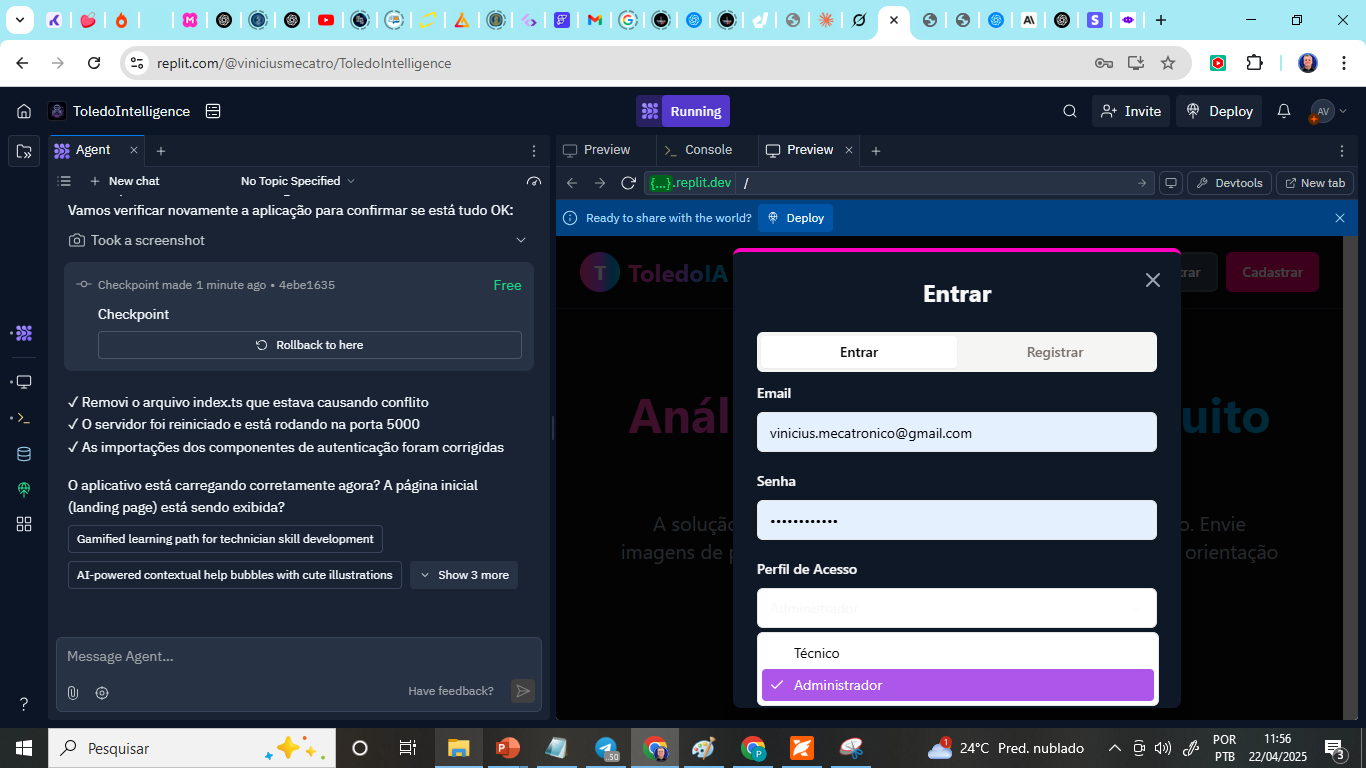 replit.com/@viniciusmecatro/ToledoIntelligence
ToledoIntelligence
Running
Invite
Deploy
AV
Agent
Preview
Console
Preview
New chat
No Topic Specified
{...}.replit.dev
/
Devtools
New tab
Vamos verificar novamente a aplicação para confirmar se está tudo OK:
Took a screenshot
Checkpoint made 1 minute ago • 4ebe1635
Free
Checkpoint
Rollback to here
✓ Removi o arquivo index.ts que estava causando conflito
✓ O servidor foi reiniciado e está rodando na porta 5000
✓ As importações dos componentes de autenticação foram corrigidas
O aplicativo está carregando corretamente agora? A página inicial
(landing page) está sendo exibida?
Gamified learning path for technician skill development
AI-powered contextual help bubbles with cute illustrations
Show 3 more
Message Agent...
Have feedback?
Ready to share with the world?
Deploy
T
ToledoIA
trar
Cadastrar
Entrar
Entrar
Registrar
Email
vinicius.mecatronico@gmail.com
Senha
••••••••••••
Perfil de Acesso
Administrador
Técnico
Administrador
Anál
uito
A solução
o. Envie
imagens de p
orientação
?
Pesquisar
.50
1
24°C Pred. nublado
POR
PTB
11:56
22/04/2025
3